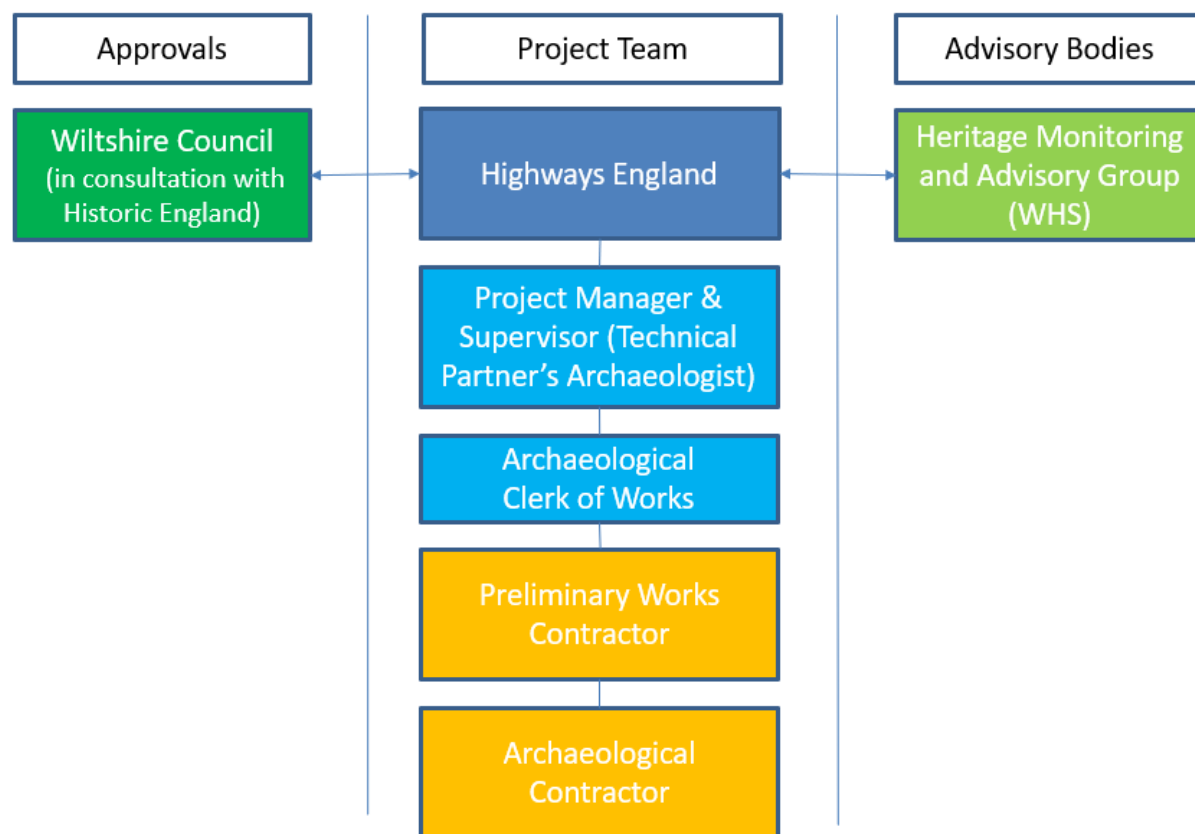 Approvals
Project Team
Advisory Bodies
Wiltshire Council
(in consultation with
Historic England)
Highways England
Heritage Monitoring
and Advisory Group
(WHS)
Project Manager &
Supervisor (Technical
Partner’s Archaeologist)
Archaeological
Clerk of Works
Preliminary Works
Contractor
Archaeological
Contractor